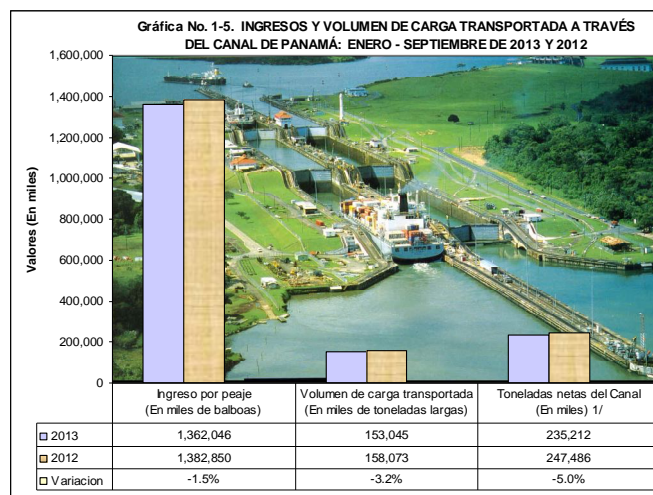 Gráfica No. 1-5. INGRESOS Y VOLUMEN DE CARGA TRANSPORTADA A TRAVÉS
DEL CANAL DE PANAMÁ: ENERO - SEPTIEMBRE DE 2013 Y 2012
Valores (En miles)
1,600,000
1,400,000
1,200,000
1,000,000
800,000
600,000
400,000
200,000
0
Ingreso por peaje
(En miles de balboas)
Volumen de carga transportada
(En miles de toneladas largas)
Toneladas netas del Canal
(En miles) 1/
2013 1,362,046 153,045 235,212
2012 1,382,850 158,073 247,486
Variacion -1.5% -3.2% -5.0%